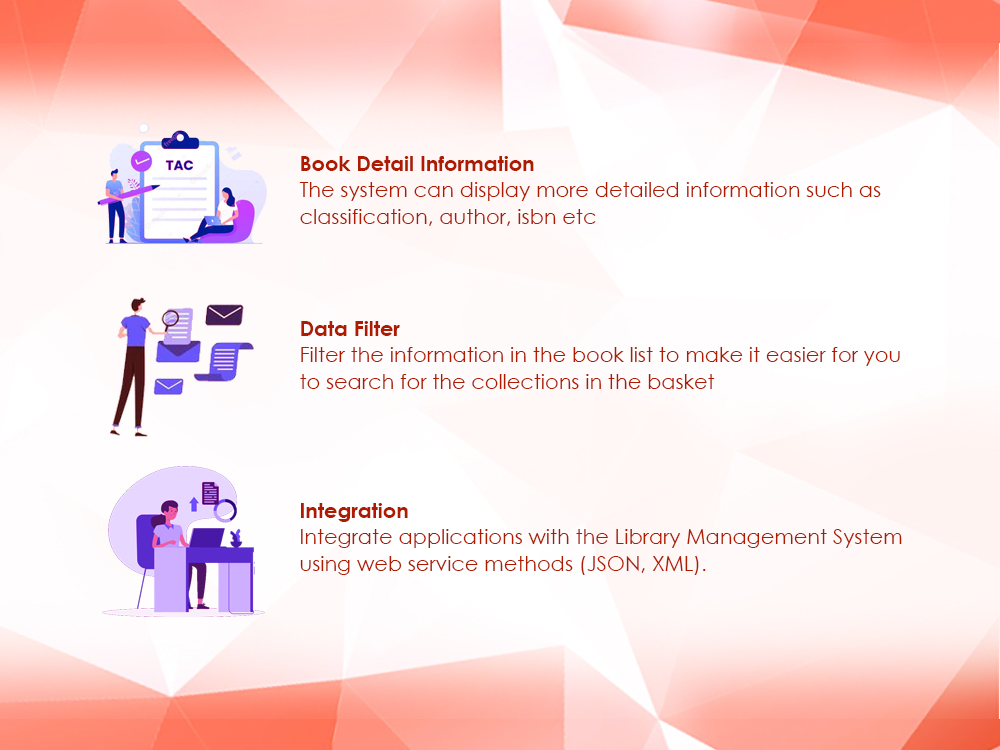 TAC
Book Detail Information
The system can display more detailed information such as
classification, author, isbn etc
Data Filter
Filter the information in the book list to make it easier for you
to search for the collections in the basket
Integration
Integrate applications with the Library Management System
using web service methods (JSON, XML).